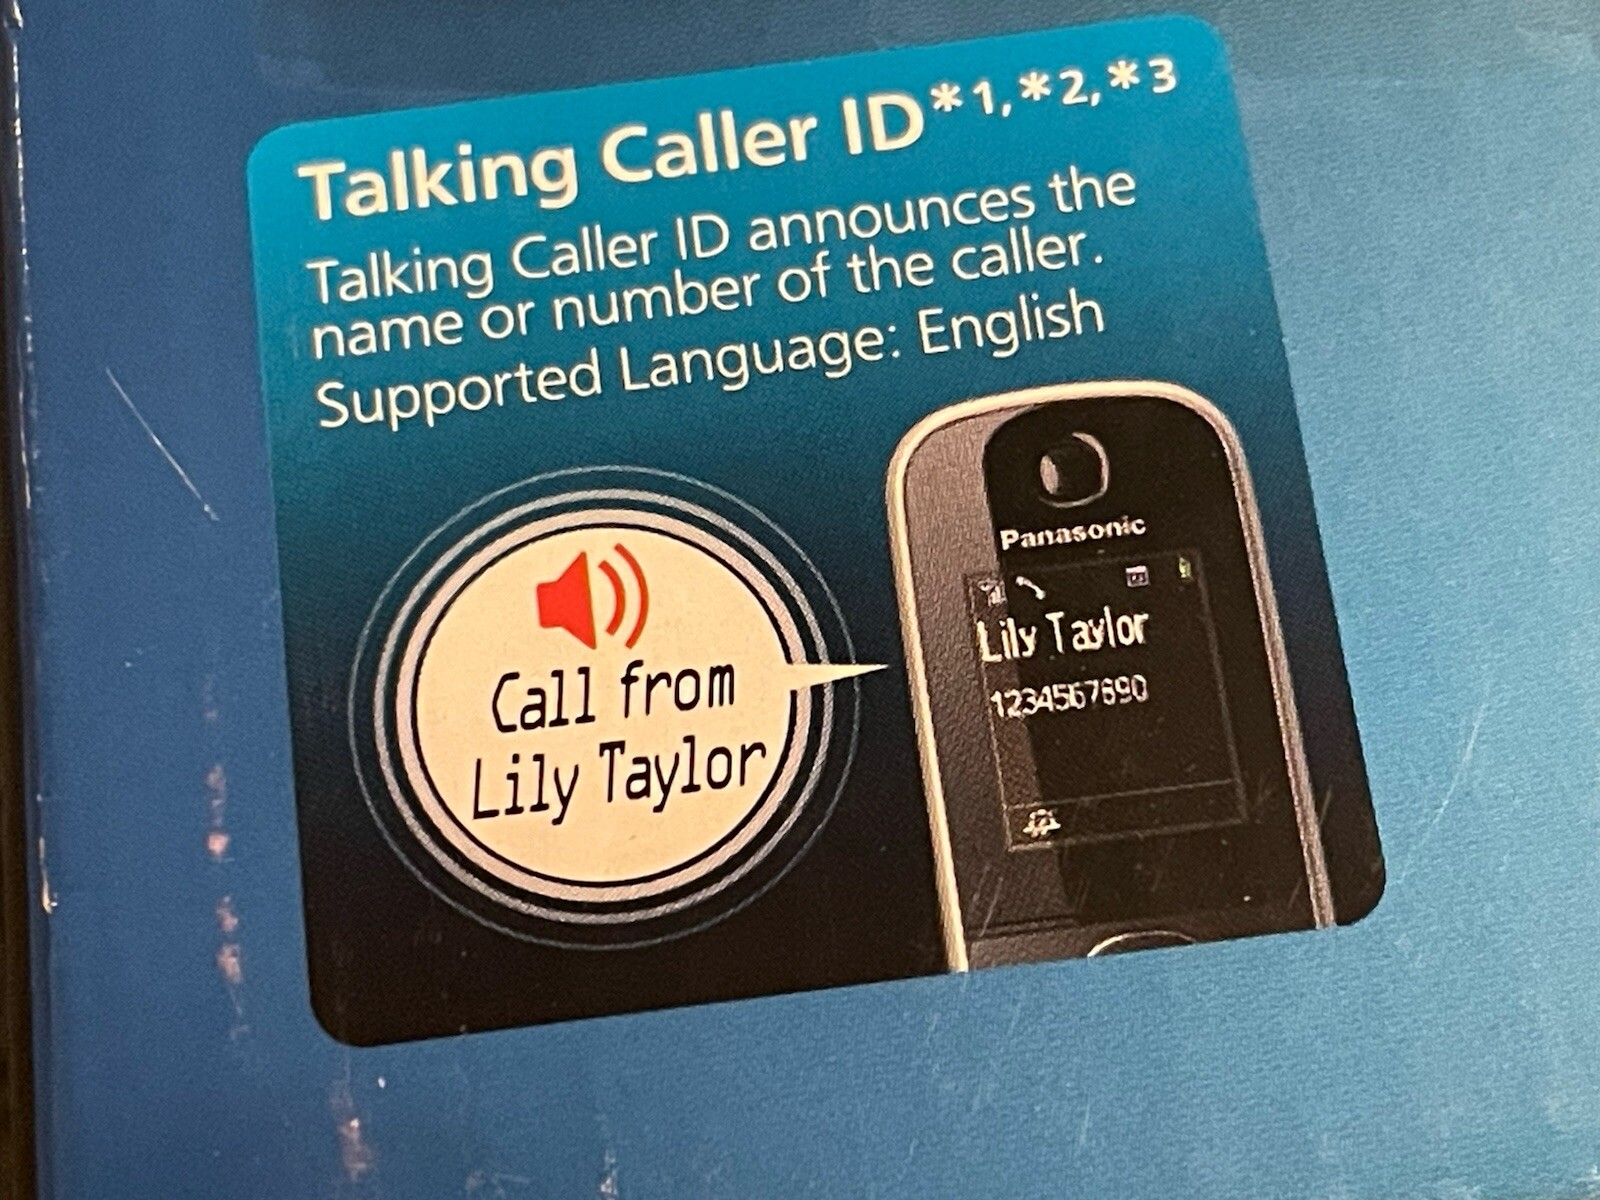 Talking Caller ID*1,*2,*3
Talking Caller ID announces the
name or number of the caller.
Supported Language: English
Call from
Lily Taylor
Panasonic
Lily Taylor
1234567890